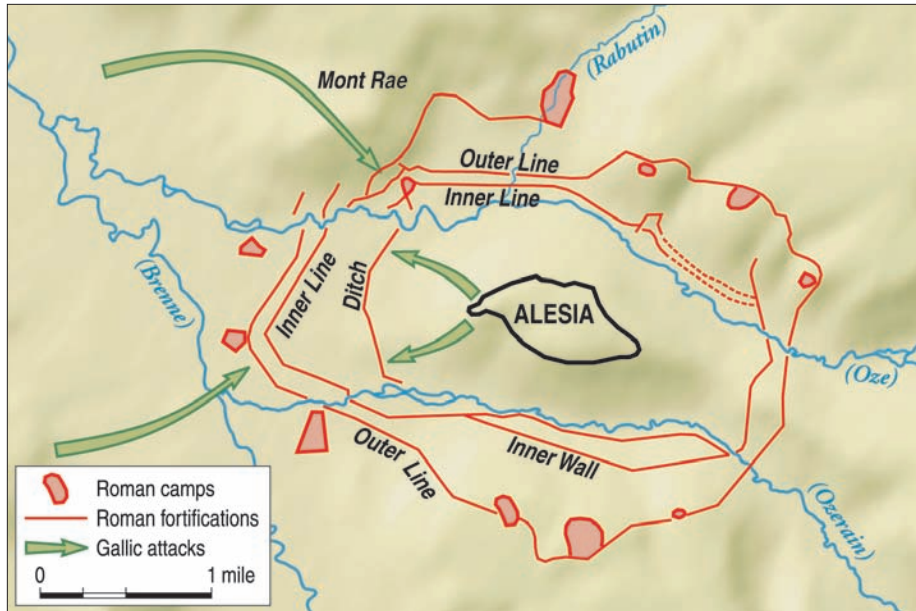 (Rabutin)
Mont Rae
Outer Line
Inner Line
(Brenne)
Inner Line
Ditch
ALESIA
(Oze)
Inner Wall
Outer Line
(Ozerain)
Roman camps
Roman fortifications
Gallic attacks
0 1 mile